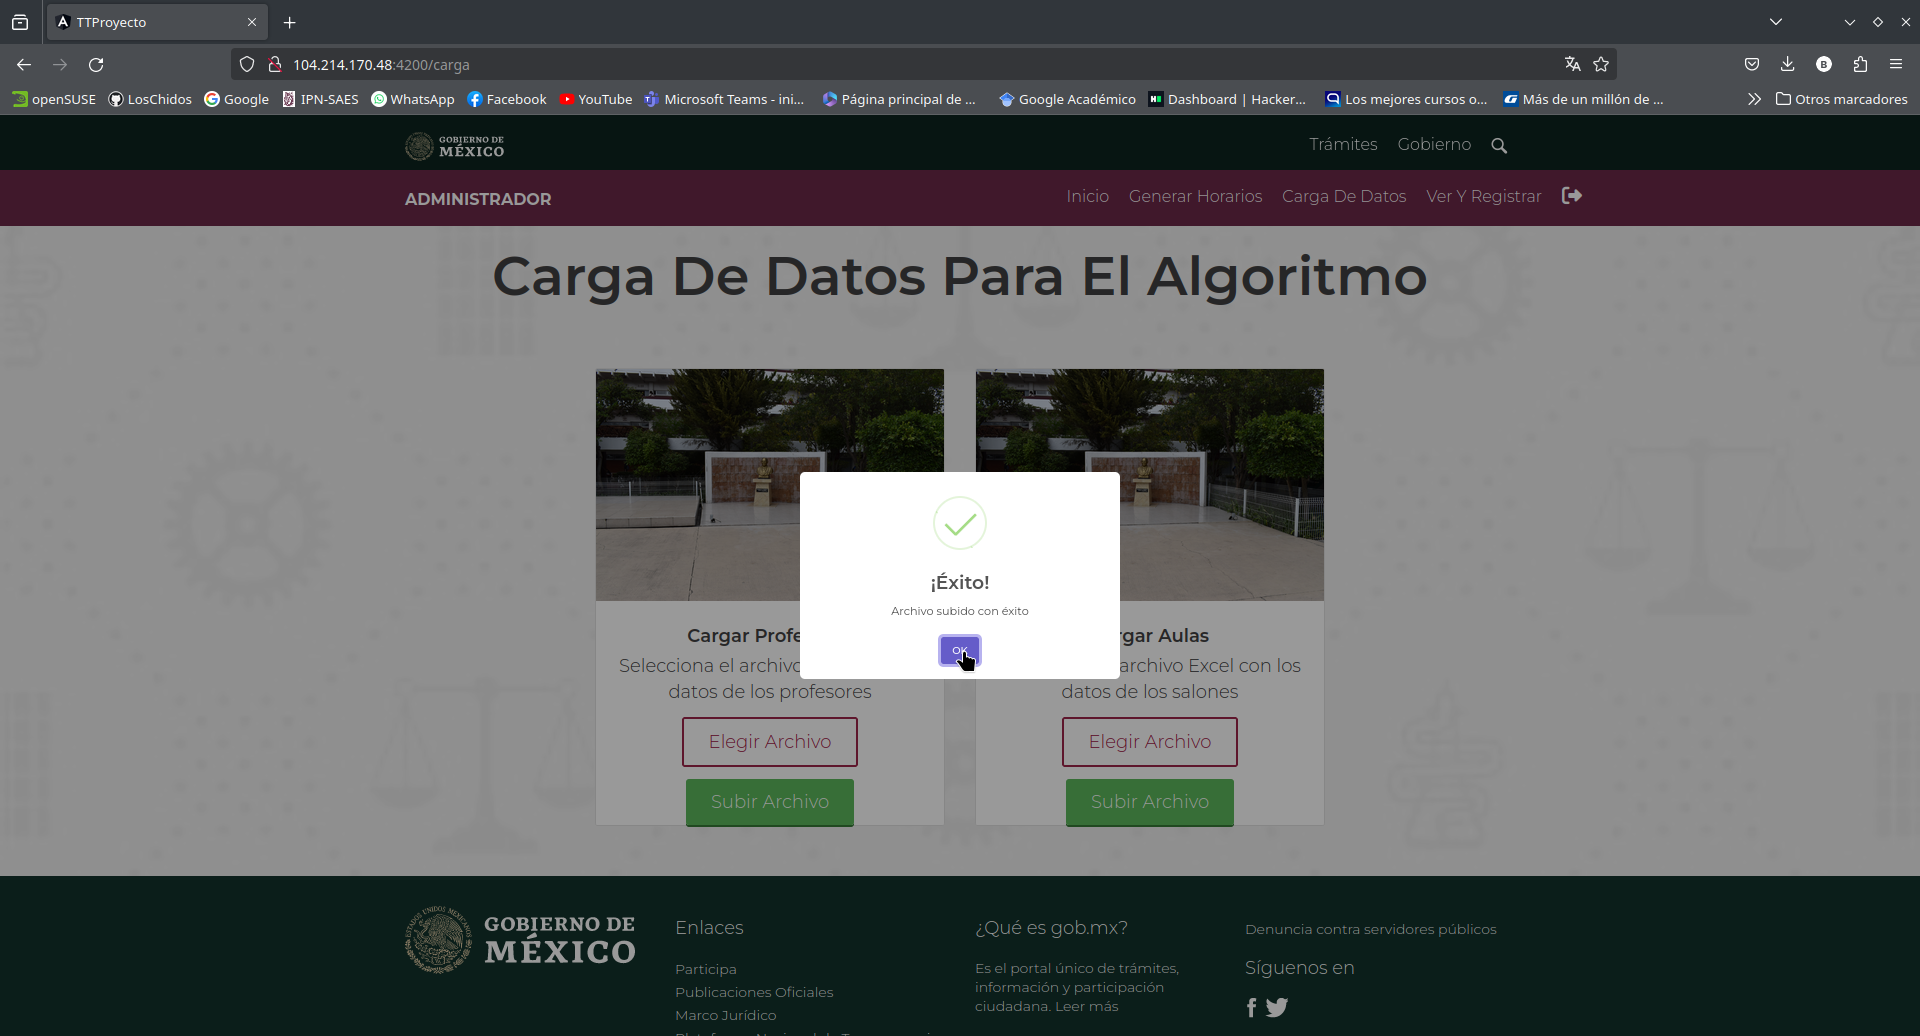 TTProyecto
104.214.170.48:4200/carga
openSUSE
LosChidos
Google
IPN-SAES
WhatsApp
Facebook
YouTube
Microsoft Teams - ini...
Página principal de ...
Google Académico
Dashboard | Hacker...
Los mejores cursos o...
Más de un millón de ...
Otros marcadores
GOBIERNO DE
MÉXICO
Trámites
Gobierno
ADMINISTRADOR
Inicio
Generar Horarios
Carga De Datos
Ver Y Registrar
Carga De Datos Para El Algoritmo
¡Éxito!
Archivo subido con éxito
OK
Cargar Profe
Selecciona el archivo
datos de los profesores
Elegir Archivo
Subir Archivo
rgar Aulas
archivo Excel con los
datos de los salones
Elegir Archivo
Subir Archivo
GOBIERNO DE
MÉXICO
Enlaces
Participa
Publicaciones Oficiales
Marco Jurídico
¿Qué es gob.mx?
Es el portal único de trámites,
información y participación
ciudadana. Leer más
Denuncia contra servidores públicos
Síguenos en